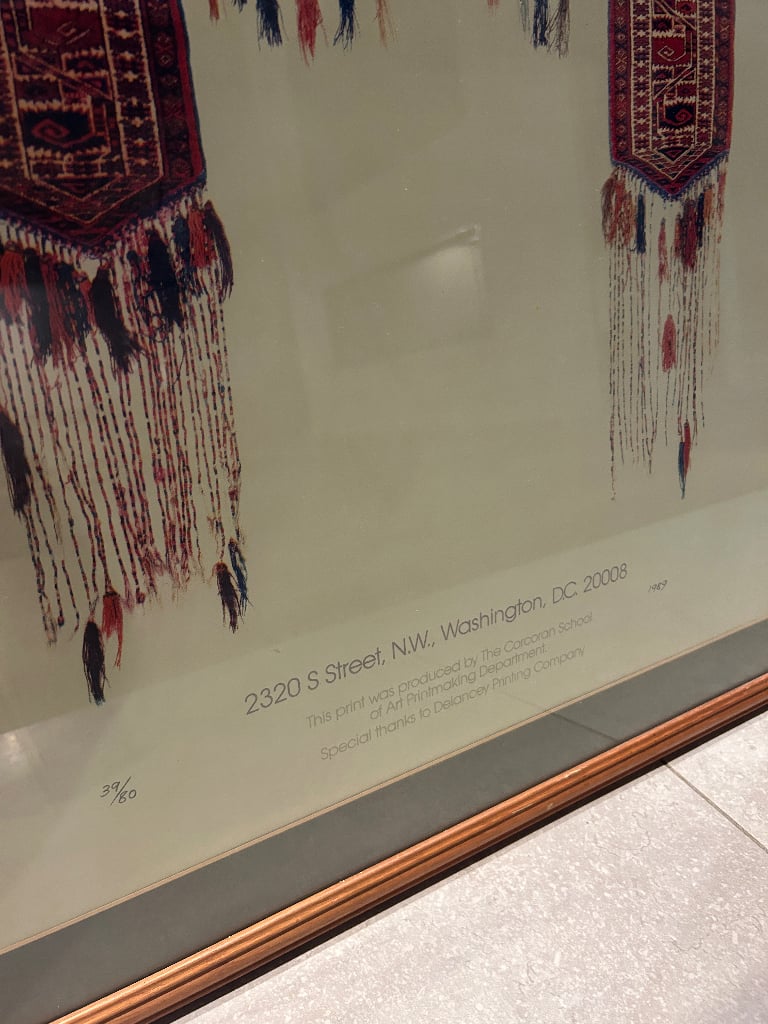 2320 S Street, N.W., Washington, D.C. 20008
1989
This print was produced by The Corcoran School
of Art Printmaking Department.
Special thanks to Delancey Printing Company
39/80